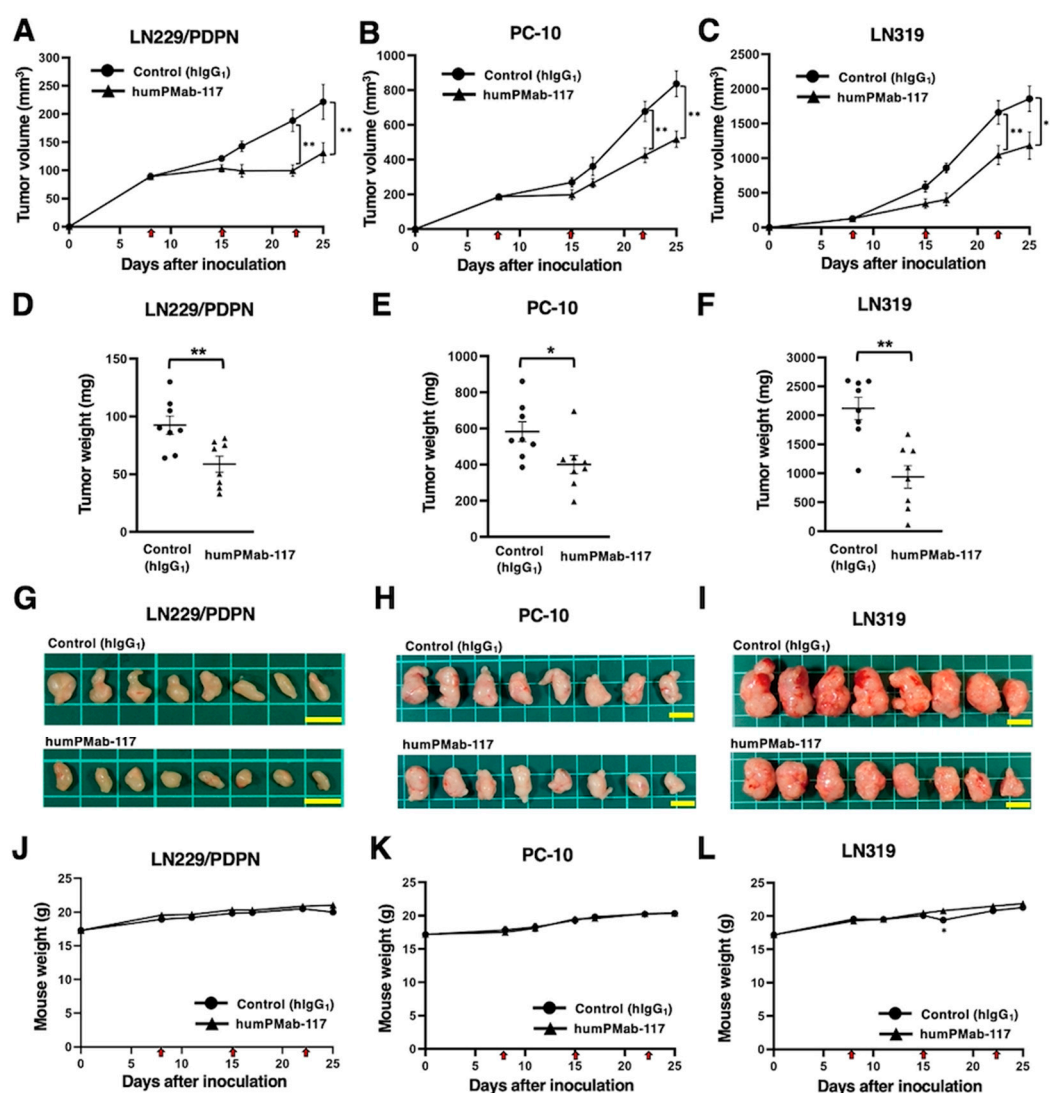 A
LN229/PDPN
Tumor volume (mm³)
300
250
200
150
100
50
0
Control (hIgG₁)
humPMab-117
**
**
0 5 10 15 20 25
Days after inoculation
B
PC-10
Tumor volume (mm³)
1000
800
600
400
200
0
Control (hIgG₁)
humPMab-117
**
**
0 5 10 15 20 25
Days after inoculation
C
LN319
Tumor volume (mm³)
2500
2000
1500
1000
500
0
Control (hIgG₁)
humPMab-117
**
*
0 5 10 15 20 25
Days after inoculation
D
LN229/PDPN
Tumor weight (mg)
150
100
50
0
**
Control
(hIgG₁)
humPMab-117
E
PC-10
Tumor weight (mg)
1000
800
600
400
200
0
*
Control
(hIgG₁)
humPMab-117
F
LN319
Tumor weight (mg)
3000
2500
2000
1500
1000
500
0
**
Control
(hIgG₁)
humPMab-117
G
LN229/PDPN
Control (hIgG₁)
humPMab-117
H
PC-10
Control (hIgG₁)
humPMab-117
I
LN319
Control (hIgG₁)
humPMab-117
J
LN229/PDPN
Mouse weight (g)
25
20
15
10
5
0
Control (hIgG₁)
humPMab-117
0 5 10 15 20 25
Days after inoculation
K
PC-10
Mouse weight (g)
25
20
15
10
5
0
Control (hIgG₁)
humPMab-117
0 5 10 15 20 25
Days after inoculation
L
LN319
Mouse weight (g)
25
20
15
10
5
0
*
Control (hIgG₁)
humPMab-117
0 5 10 15 20 25
Days after inoculation